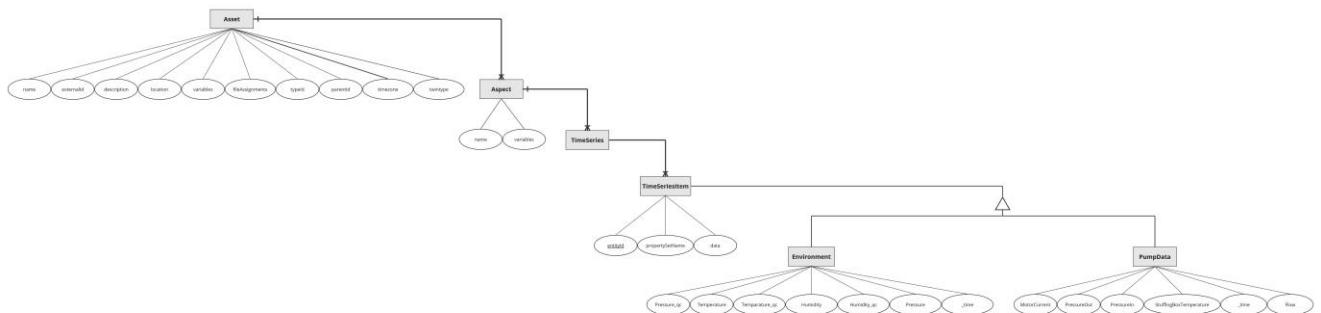 Asset
name
externalId
description
location
variables
fileAssignments
typeId
parentId
timezone
twintype
Aspect
name
variables
TimeSeries
TimeSeriesItem
entityId
propertySetName
data
Environment
PumpData
Pressure_qc
Temperature
Temparature_qc
Humidity
Humidity_qc
Pressure
_time
MotorCurrent
PressureOut
PressureIn
StuffingBoxTemperature
_time
Flow